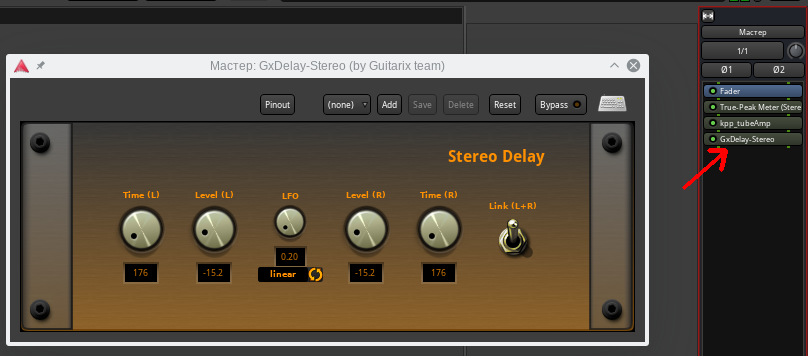 Мастер
1/1
Ø1 Ø2
Fader
True-Peak Meter (Stere
kpp_tubeAmp
GxDelay-Stereo
Мастер: GxDelay-Stereo (by Guitarix team)
Pinout (none) Add Save Delete Reset Bypass
Stereo Delay
Time (L) Level (L) LFO Level (R) Time (R) Link (L+R)
176 -15.2 0.20 -15.2 176
linear